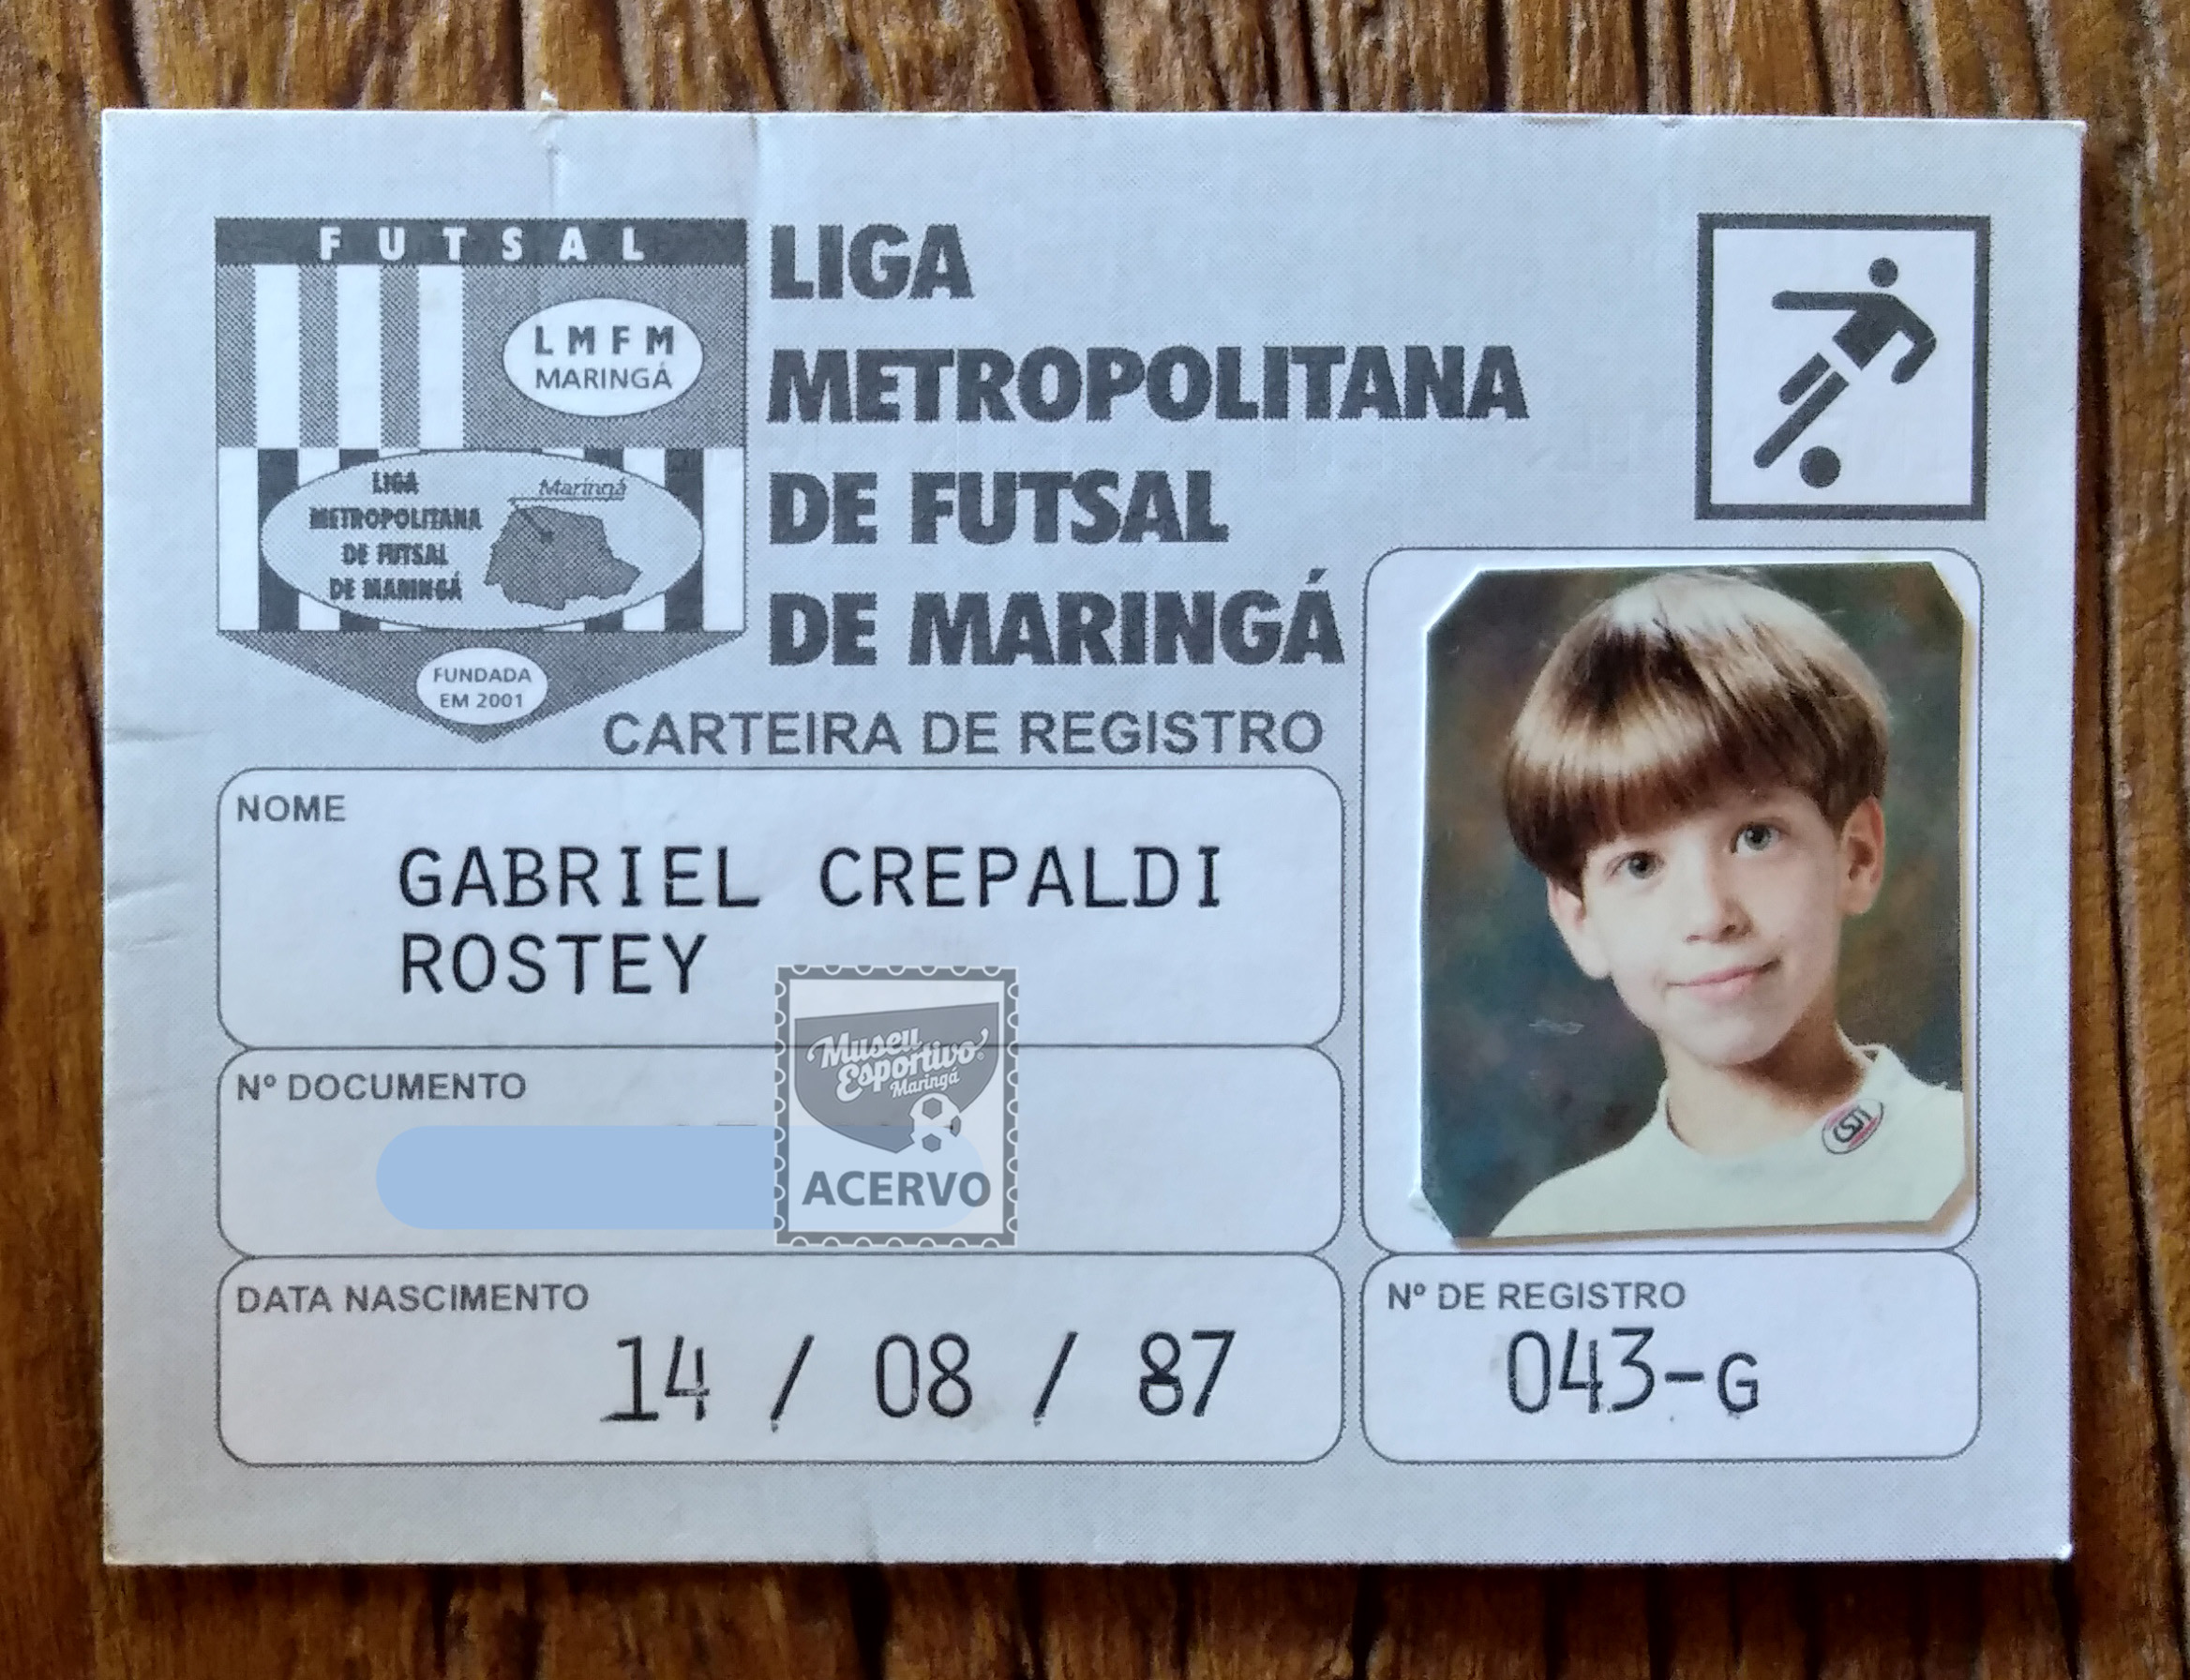 FUTSAL
LMFM
MARINGÁ
LIGA
METROPOLITANA
DE FUTSAL
DE MARINGÁ
Maringá
FUNDADA
EM 2001
LIGA
METROPOLITANA
DE FUTSAL
DE MARINGÁ
CARTEIRA DE REGISTRO
NOME
GABRIEL CREPALDI
ROSTEY
Nº DOCUMENTO
Museu
Esportivo
Maringá
ACERVO
DATA NASCIMENTO
14 / 08 / 87
Nº DE REGISTRO
043-G